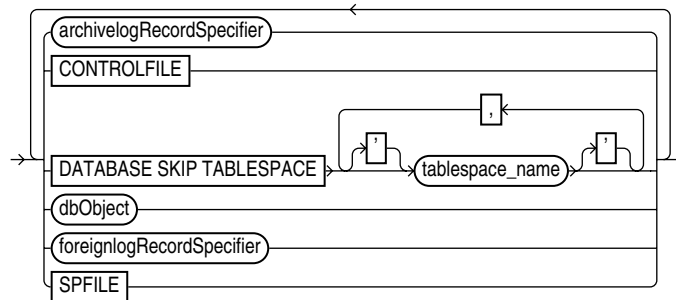 archivelogRecordSpecifier
CONTROLFILE
,
' '
DATABASE SKIP TABLESPACE tablespace_name
dbObject
foreignlogRecordSpecifier
SPFILE